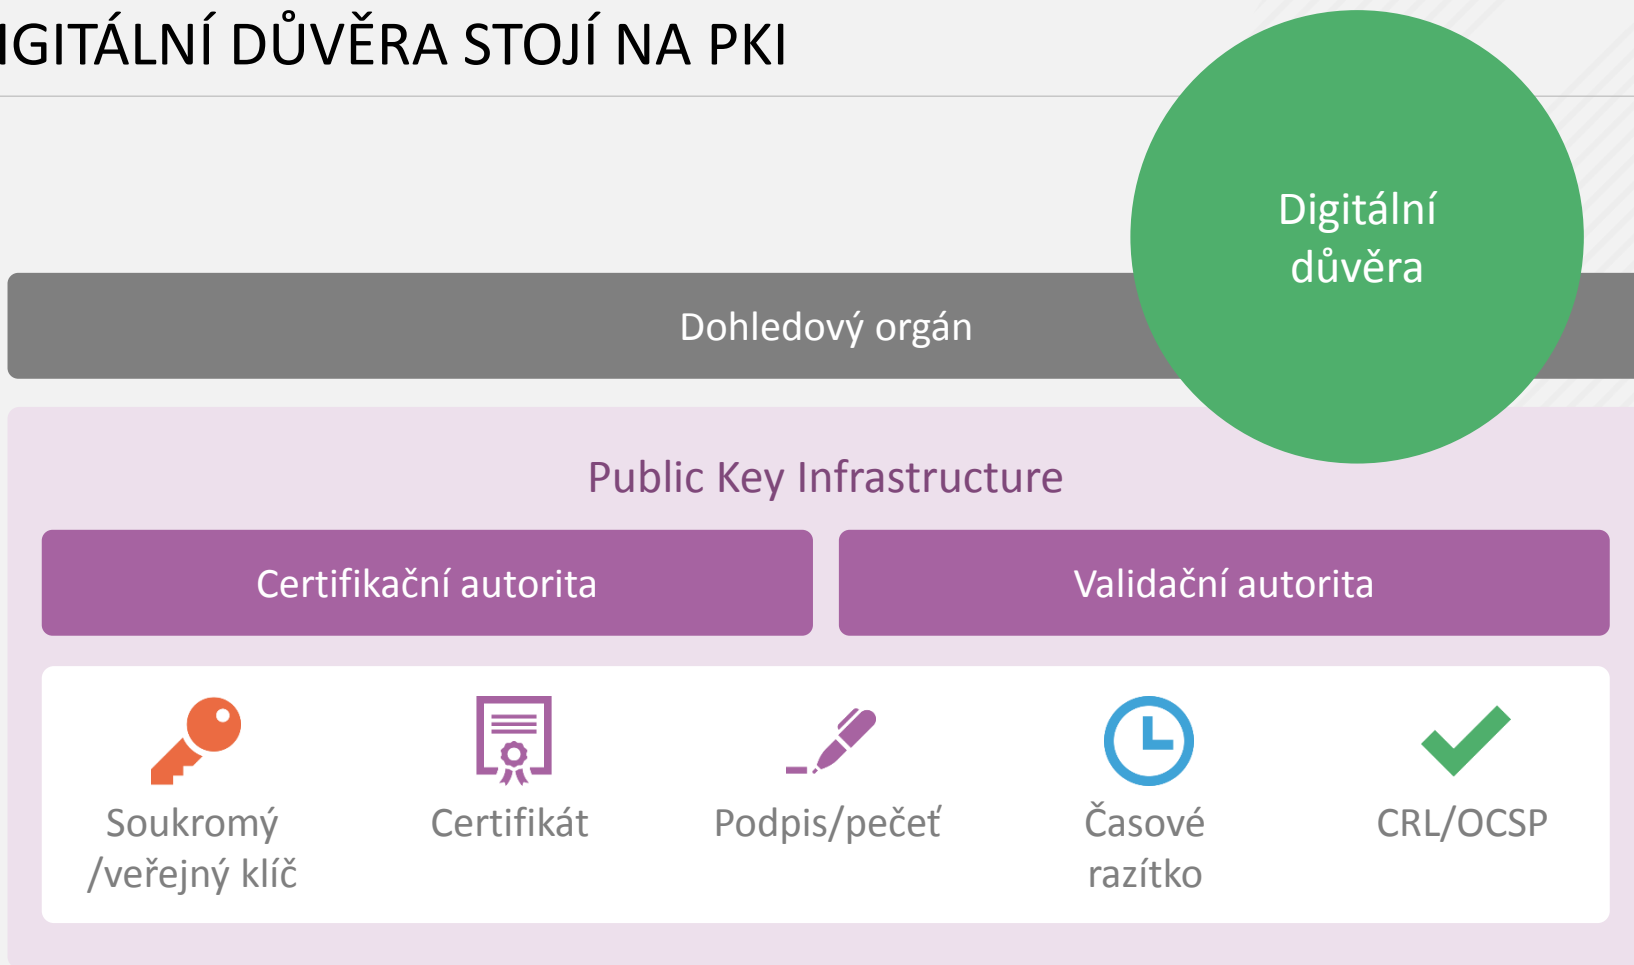 IGITÁLNÍ DŮVĚRA STOJÍ NA PKI
Digitální
důvěra
Dohledový orgán
Public Key Infrastructure
Certifikační autorita
Validační autorita
Soukromý
/veřejný klíč
Certifikát
Podpis/pečeť
Časové
razítko
CRL/OCSP